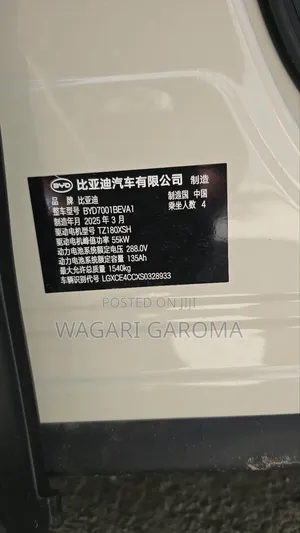 BYD 比亚迪汽车有限公司 制造
品 牌 比亚迪 制造国 中国
整车型号 BYD7001BEVA1 乘坐人数 4
制造年月 2025 年 3 月
驱动电机型号 TZ180XSH
驱动电机峰值功率 55kW
动力电池系统额定电压 288.0V
动力电池系统额定容量 135Ah
最大允许总质量 1540kg
车辆识别代号 LGXCE4CCXS0328933
POSTED ON JIJI
WAGARI GAROMA